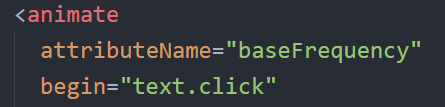 <animate
attributeName="baseFrequency"
begin="text.click"